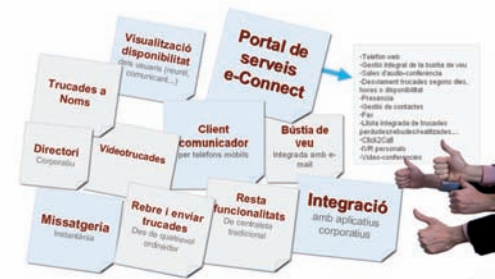 Visualització
disponibilitat
dels usuaris (reunit,
comunicant....)
Portal de
serveis
e-Connect
-Telèfon web
-Gestió integral de la bústia de veu
-Sales d'àudio-conferència
-Desviament trucades segons dies,
hores o disponibilitat
-Presència
-Gestió de contactes
-Fax
-Llista integrada de trucades
perdudes/rebudes/realitzades....
-Click2Call
-IVR personals
-Video-conferències
Trucades a
Noms
Client
comunicador
per telèfons mòbils
Bústia de
veu
Integrada amb e-
mail
Directori
Corporatiu
Videotrucades
Missatgeria
Instantània
Rebre i enviar
trucades
Des de qualsevol
ordinador
Resta
funcionalitats
De centraleta
tradicional
Integració
amb aplicatius
corporatius